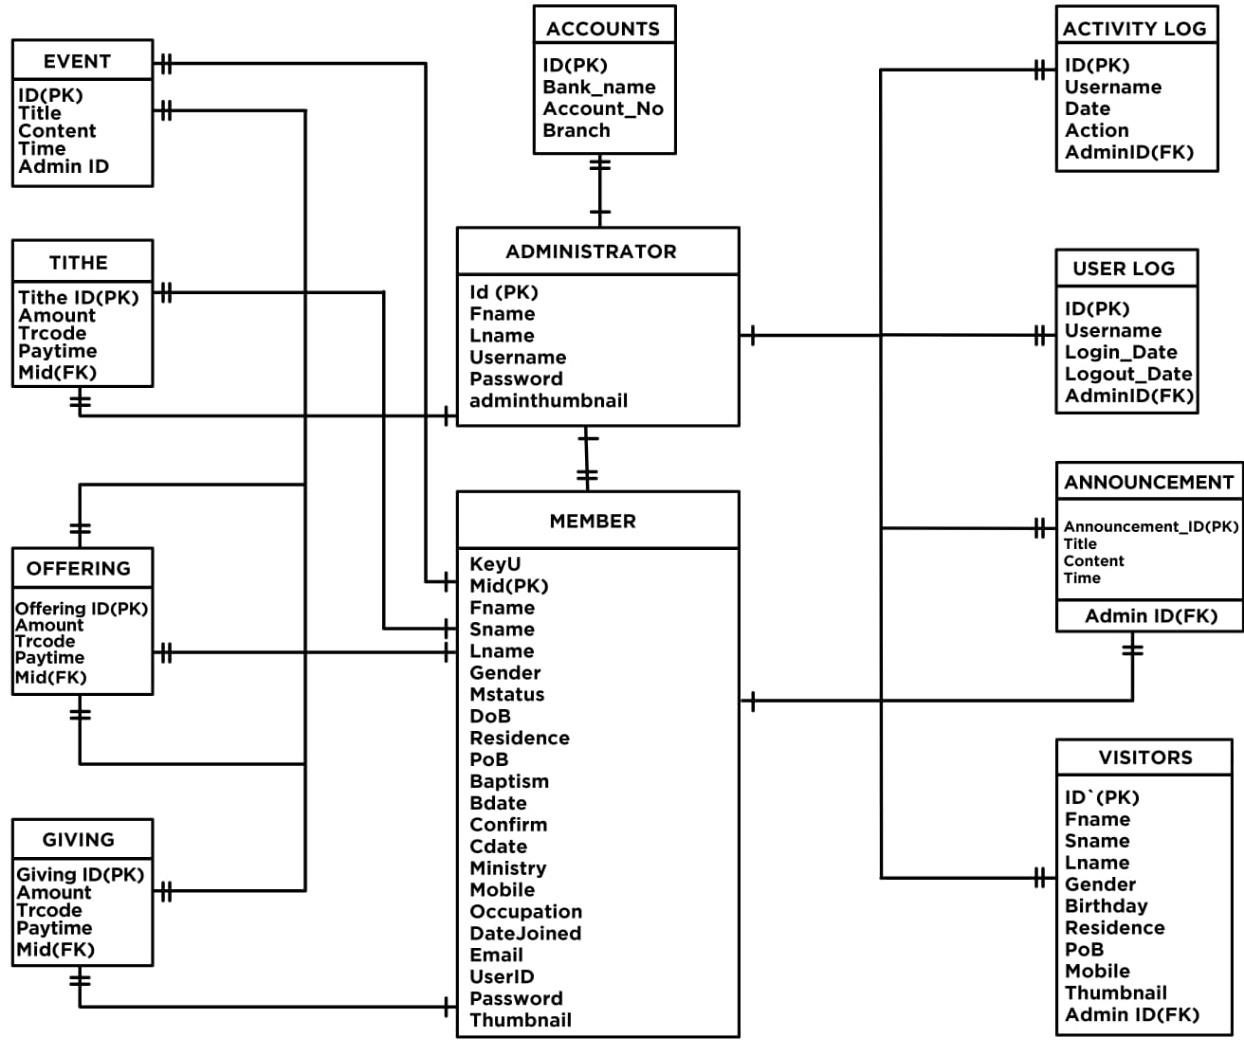 EVENT
ID(PK)
Title
Content
Time
Admin ID
TITHE
Tithe ID(PK)
Amount
Trcode
Paytime
Mid(FK)
OFFERING
Offering ID(PK)
Amount
Trcode
Paytime
Mid(FK)
GIVING
Giving ID(PK)
Amount
Trcode
Paytime
Mid(FK)
ACCOUNTS
ID(PK)
Bank_name
Account_No
Branch
ADMINISTRATOR
Id (PK)
Fname
Lname
Username
Password
adminthumbnail
MEMBER
KeyU
Mid(PK)
Fname
Sname
Lname
Gender
Mstatus
DoB
Residence
PoB
Baptism
Bdate
Confirm
Cdate
Ministry
Mobile
Occupation
DateJoined
Email
UserID
Password
Thumbnail
ACTIVITY LOG
ID(PK)
Username
Date
Action
AdminID(FK)
USER LOG
ID(PK)
Username
Login_Date
Logout_Date
AdminID(FK)
ANNOUNCEMENT
Announcement_ID(PK)
Title
Content
Time
Admin ID(FK)
VISITORS
ID`(PK)
Fname
Sname
Lname
Gender
Birthday
Residence
PoB
Mobile
Thumbnail
Admin ID(FK)